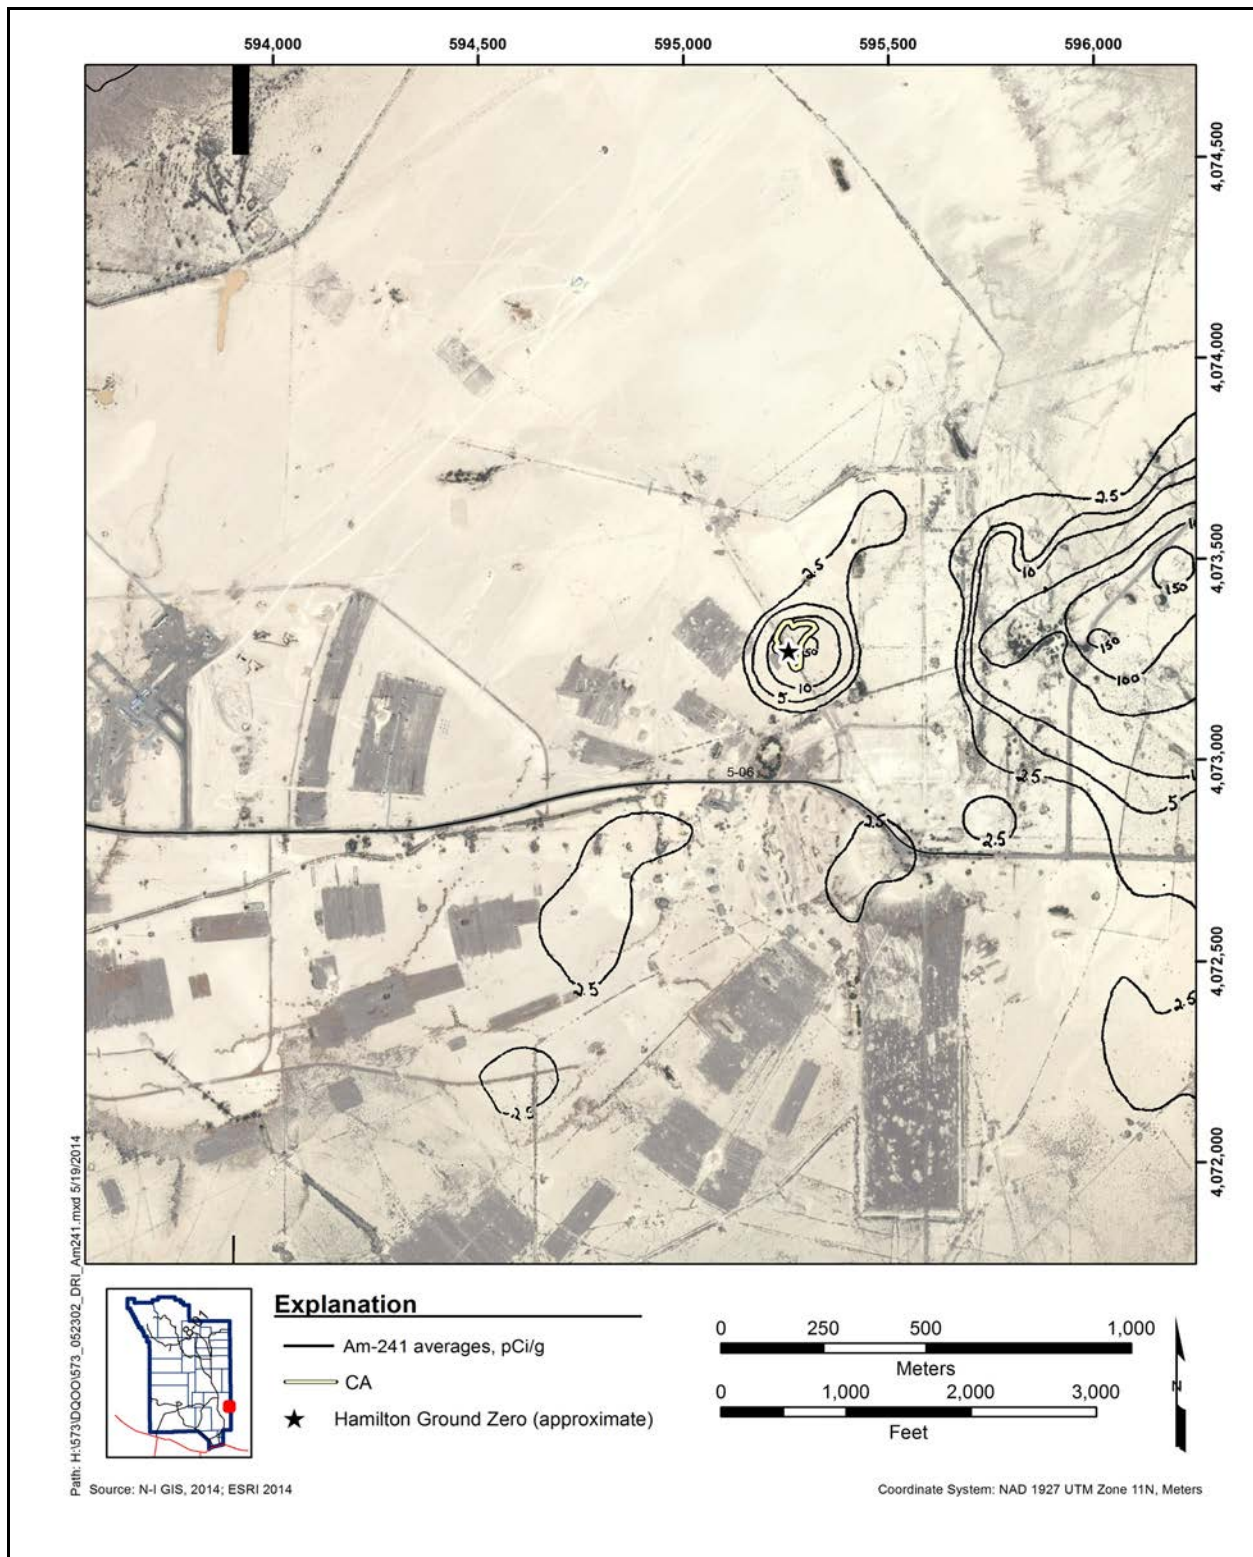 594,000 594,500 595,000 595,500 596,000
4,074,500
4,074,000
2.5
10
4,073,500
2.5
10
150
150
50
100
10
5
4,073,000
5-06
2.5
5
2.5
2.5
4,072,500
2.5
2.5
2.5
4,072,000
Path: H:\573\DQOO\573_052302_DRI_Am241.mxd 5/19/2014
Explanation
Am-241 averages, pCi/g
CA
Hamilton Ground Zero (approximate)
0 250 500 1,000
Meters
0 1,000 2,000 3,000
Feet
N
Source: N-I GIS, 2014; ESRI 2014
Coordinate System: NAD 1927 UTM Zone 11N, Meters